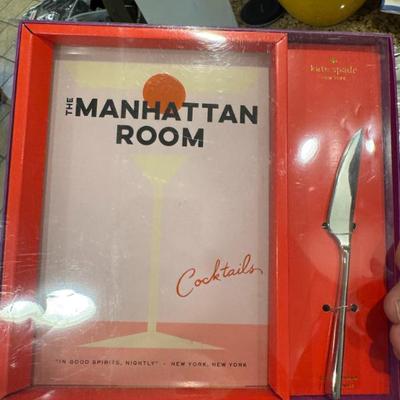 kate spade
NEW YORK
THE
MANHATTAN
ROOM
Cocktails
"IN GOOD SPIRITS, NIGHTLY" - NEW YORK, NEW YORK